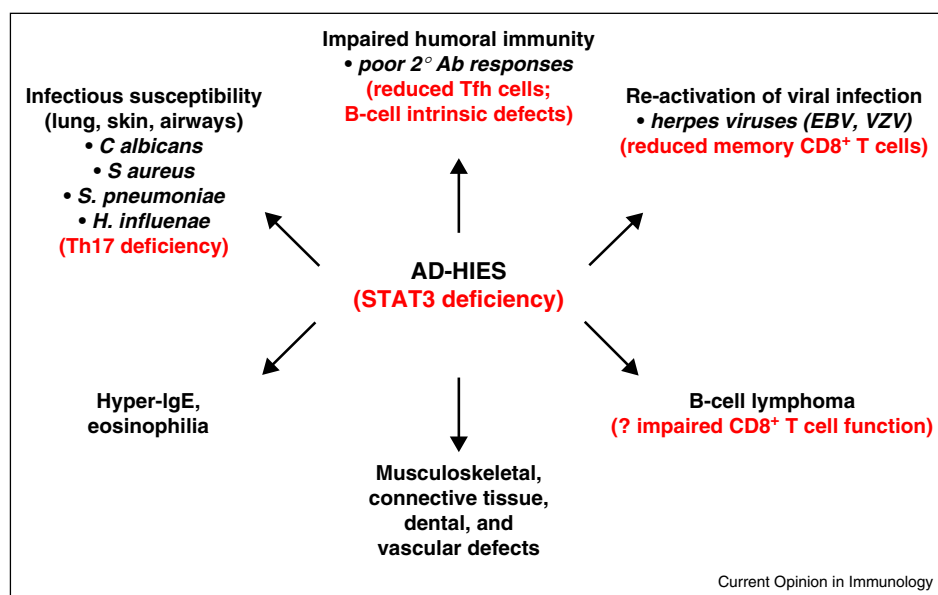 Impaired humoral immunity
• poor 2° Ab responses
(reduced Tfh cells;
B-cell intrinsic defects)
Infectious susceptibility
(lung, skin, airways)
• C albicans
• S aureus
• S. pneumoniae
• H. influenae
(Th17 deficiency)
Re-activation of viral infection
• herpes viruses (EBV, VZV)
(reduced memory CD8⁺ T cells)
AD-HIES
(STAT3 deficiency)
Hyper-IgE,
eosinophilia
B-cell lymphoma
(? impaired CD8⁺ T cell function)
Musculoskeletal,
connective tissue,
dental, and
vascular defects
Current Opinion in Immunology